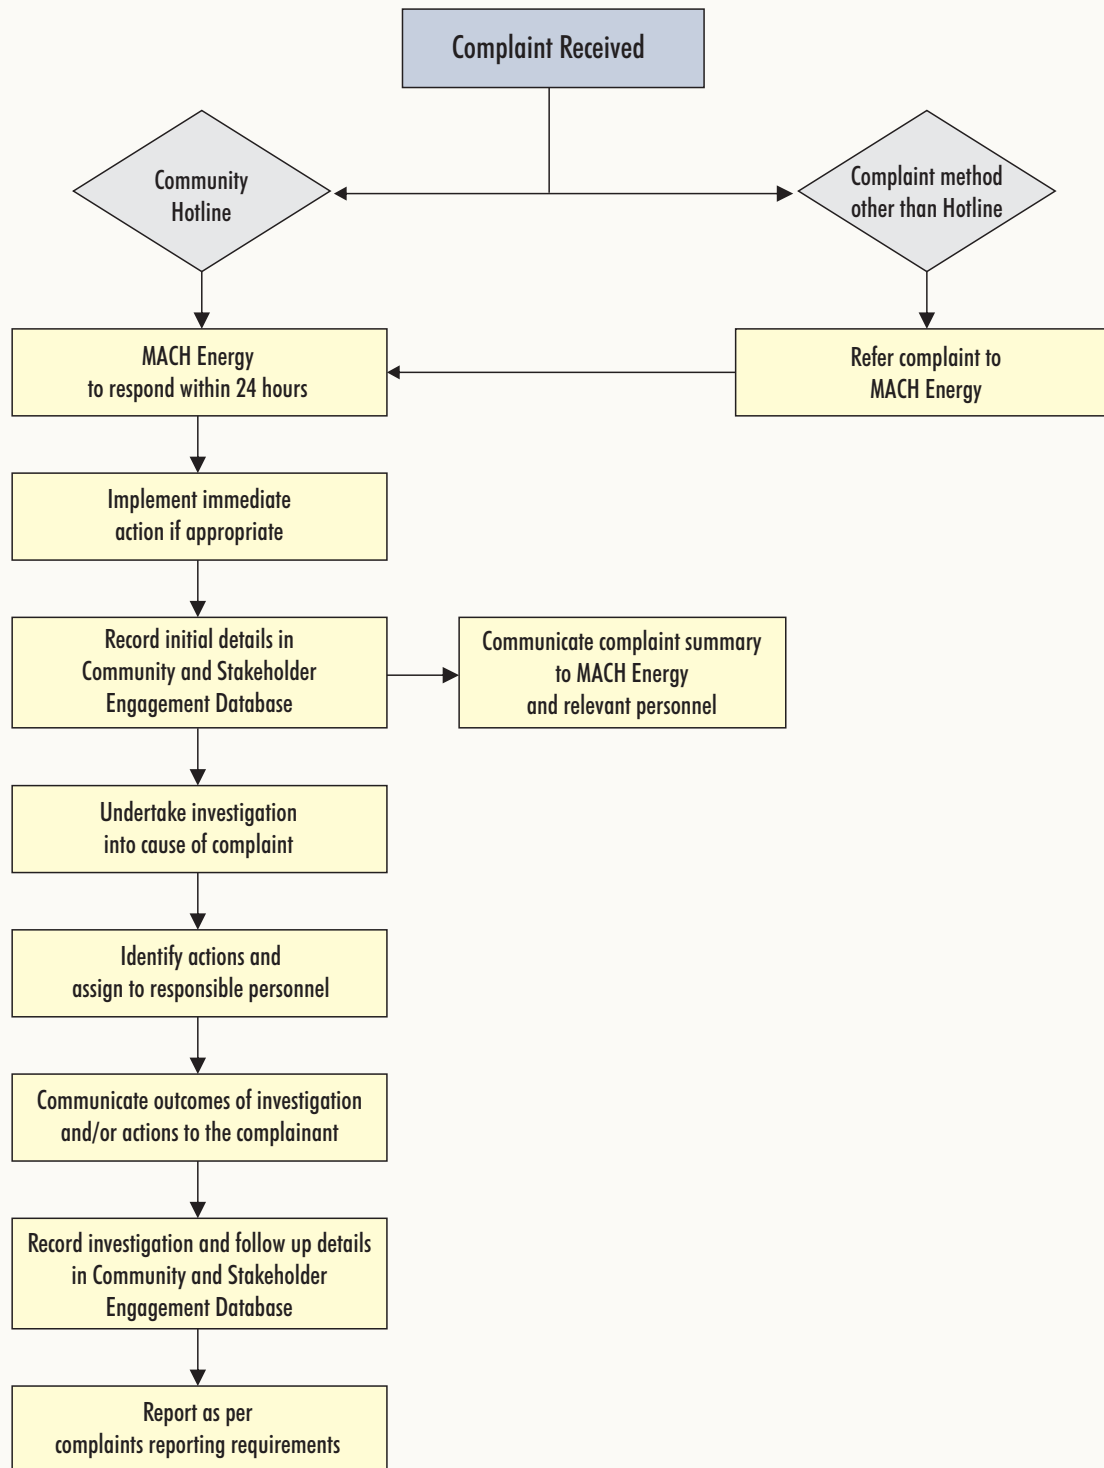 Complaint Received
Community
Hotline
Complaint method
other than Hotline
MACH Energy
to respond within 24 hours
Refer complaint to
MACH Energy
Implement immediate
action if appropriate
Record initial details in
Community and Stakeholder
Engagement Database
Communicate complaint summary
to MACH Energy
and relevant personnel
Undertake investigation
into cause of complaint
Identify actions and
assign to responsible personnel
Communicate outcomes of investigation
and/or actions to the complainant
Record investigation and follow up details
in Community and Stakeholder
Engagement Database
Report as per
complaints reporting requirements